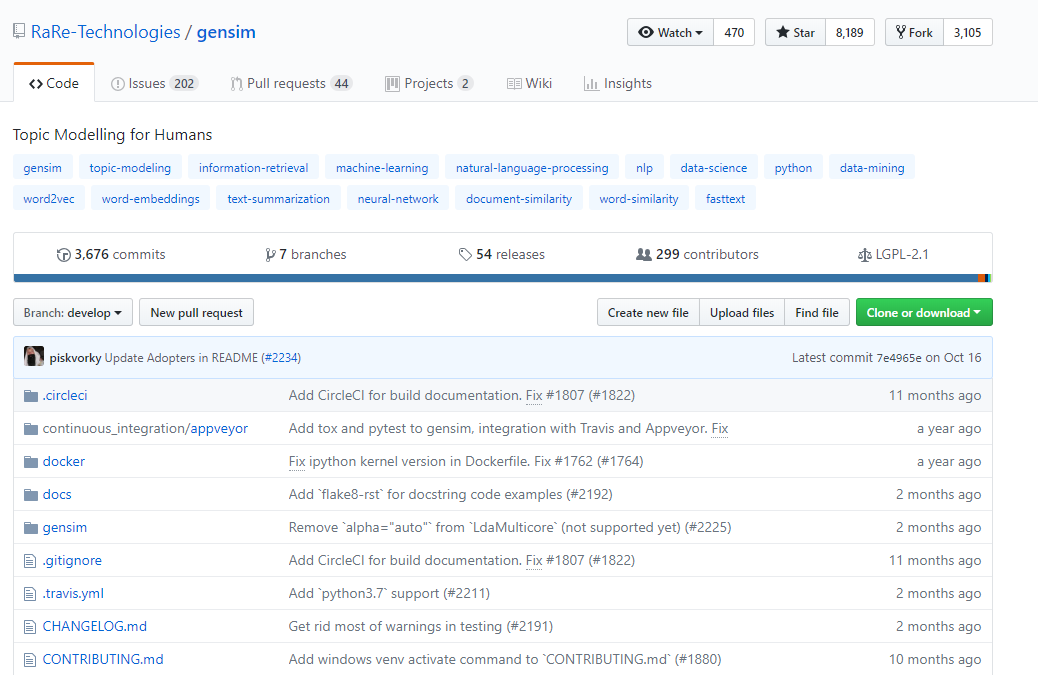 RaRe-Technologies / gensim Watch 470 Star 8,189 Fork 3,105
Code Issues 202 Pull requests 44 Projects 2 Wiki Insights
Topic Modelling for Humans
gensim topic-modeling information-retrieval machine-learning natural-language-processing nlp data-science python data-mining
word2vec word-embeddings text-summarization neural-network document-similarity word-similarity fasttext
3,676 commits 7 branches 54 releases 299 contributors LGPL-2.1
Branch: develop New pull request Create new file Upload files Find file Clone or download
piskvorky Update Adopters in README (#2234) Latest commit 7e4965e on Oct 16
.circleci Add CircleCI for build documentation. Fix #1807 (#1822) 11 months ago
continuous_integration/appveyor Add tox and pytest to gensim, integration with Travis and Appveyor. Fix a year ago
docker Fix ipython kernel version in Dockerfile. Fix #1762 (#1764) a year ago
docs Add `flake8-rst` for docstring code examples (#2192) 2 months ago
gensim Remove `alpha="auto"` from `LdaMulticore` (not supported yet) (#2225) 2 months ago
.gitignore Add CircleCI for build documentation. Fix #1807 (#1822) 11 months ago
.travis.yml Add `python3.7` support (#2211) 2 months ago
CHANGELOG.md Get rid most of warnings in testing (#2191) 2 months ago
CONTRIBUTING.md Add windows venv activate command to `CONTRIBUTING.md` (#1880) 10 months ago